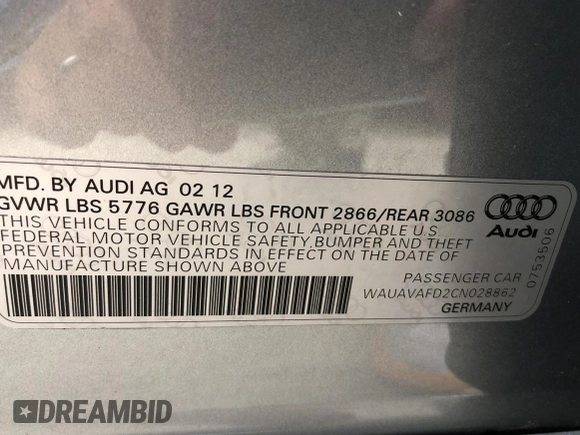 MFD. BY AUDI AG 02 12
GVWR LBS 5776 GAWR LBS FRONT 2866/REAR 3086
THIS VEHICLE CONFORMS TO ALL APPLICABLE U.S
FEDERAL MOTOR VEHICLE SAFETY,BUMPER AND THEFT
PREVENTION STANDARDS IN EFFECT ON THE DATE OF
MANUFACTURE SHOWN ABOVE
Audi
0753506
PASSENGER CAR
WAUAVAFD2CN028862
GERMANY
DREAMBID